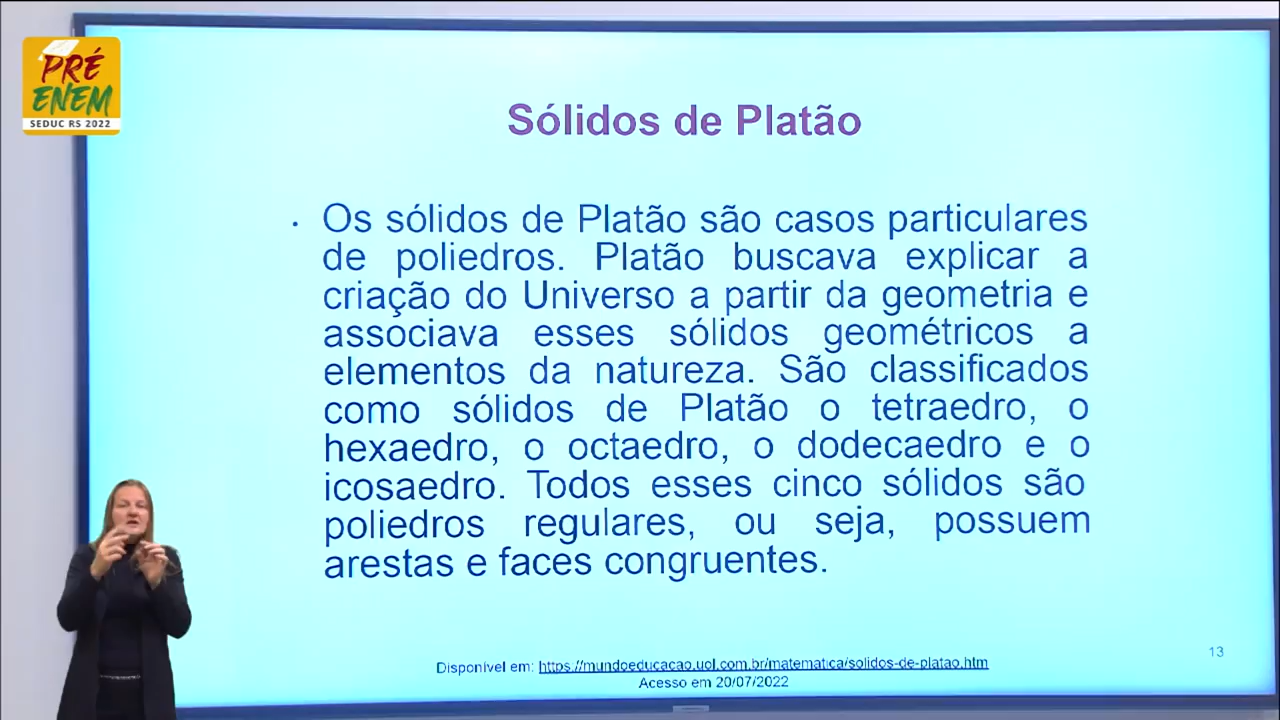 PRÉ
ENEM
SEDUC RS 2022
Sólidos de Platão
• Os sólidos de Platão são casos particulares
de poliedros. Platão buscava explicar a
criação do Universo a partir da geometria e
associava esses sólidos geométricos a
elementos da natureza. São classificados
como sólidos de Platão o tetraedro, o
hexaedro, o octaedro, o dodecaedro e o
icosaedro. Todos esses cinco sólidos são
poliedros regulares, ou seja, possuem
arestas e faces congruentes.
13
Disponível em: https://mundoeducacao.uol.com.br/matematica/solidos-de-platao.htm
Acesso em 20/07/2022